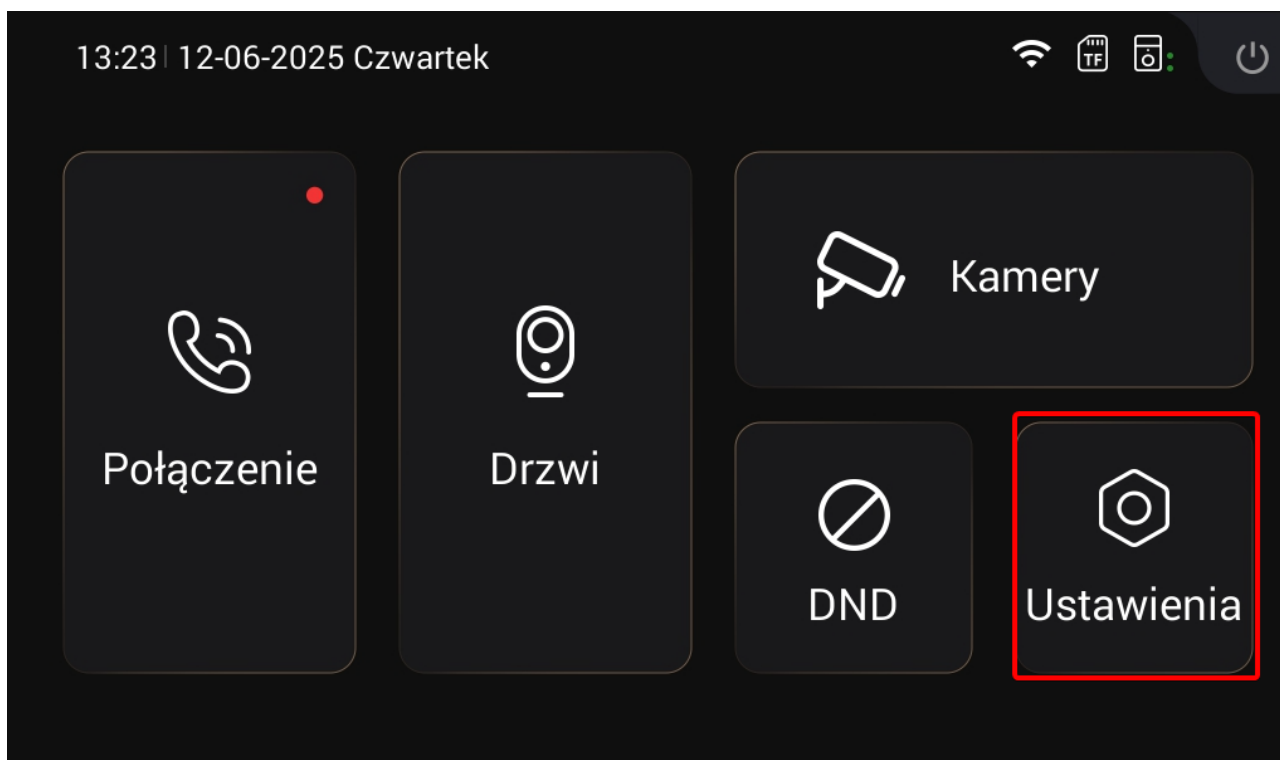 13:23 12-06-2025 Czwartek
TF
Połączenie
Drzwi
Kamery
DND
Ustawienia